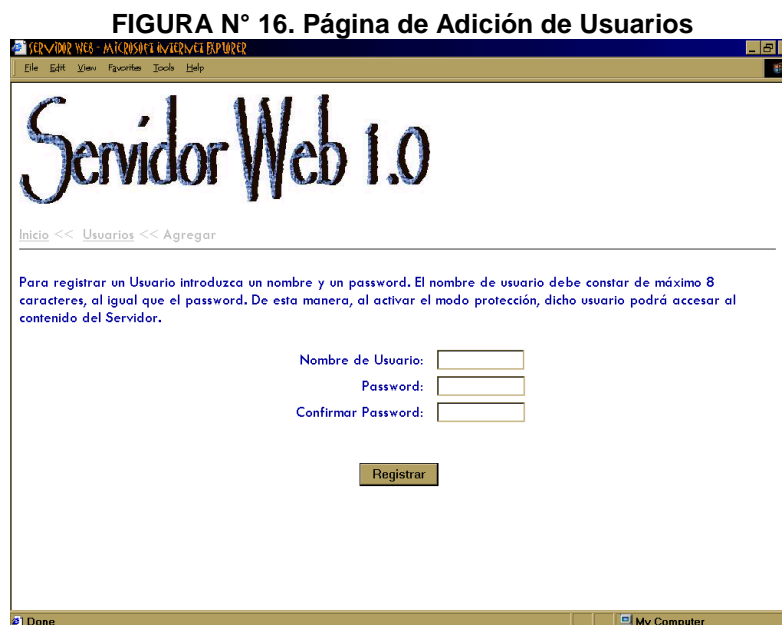 FIGURA N° 16. Página de Adición de Usuarios
SERVIDOR WEB - MICROSOFT INTERNET EXPLORER
File Edit View Favorites Tools Help
Servidor Web 1.0
Inicio << Usuarios << Agregar
Para registrar un Usuario introduzca un nombre y un password. El nombre de usuario debe constar de máximo 8
caracteres, al igual que el password. De esta manera, al activar el modo protección, dicho usuario podrá accesar al
contenido del Servidor.
Nombre de Usuario:
Password:
Confirmar Password:
Registrar
Done My Computer